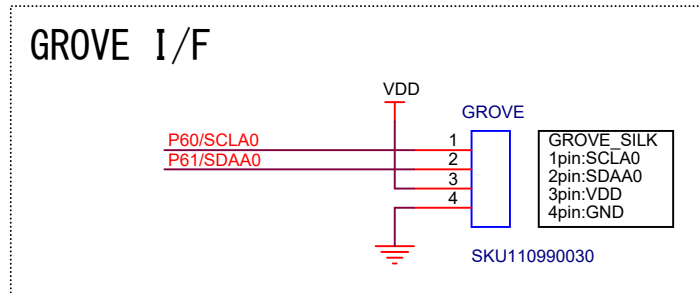 GROVE I/F
VDD
GROVE
P60/SCLA0
P61/SDAA0
1
2
3
4
GROVE_SILK
1pin:SCLA0
2pin:SDAA0
3pin:VDD
4pin:GND
SKU110990030